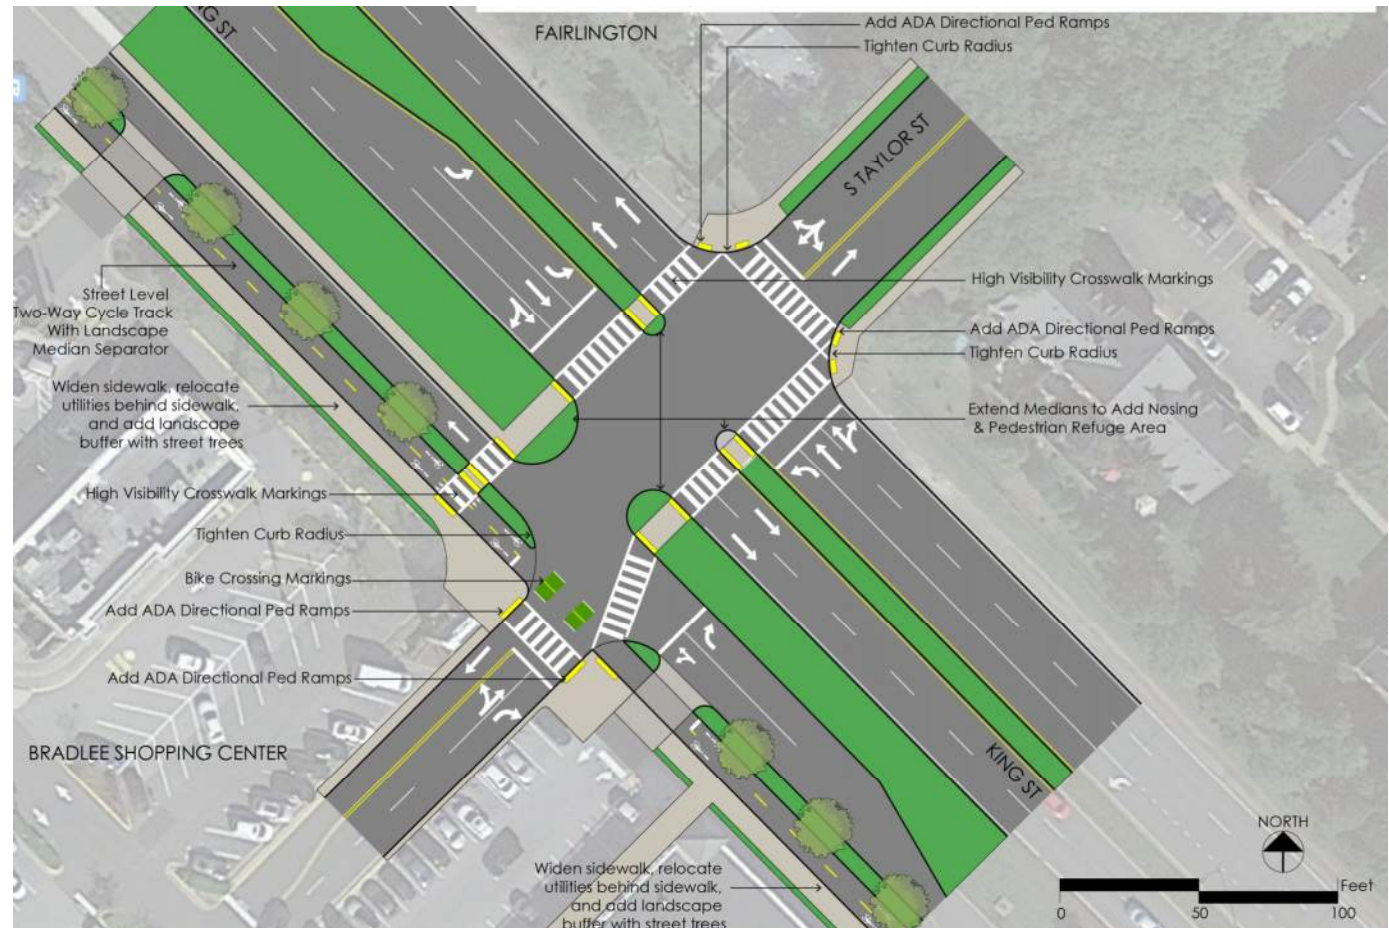 NG ST
FAIRLINGTON
Add ADA Directional Ped Ramps
Tighten Curb Radius
S TAYLOR ST
High Visibility Crosswalk Markings
Street Level
Two-Way Cycle Track
With Landscape
Median Separator
Add ADA Directional Ped Ramps
Tighten Curb Radius
Widen sidewalk, relocate
utilities behind sidewalk,
and add landscape
buffer with street trees
Extend Medians to Add Nosing
& Pedestrian Refuge Area
High Visibility Crosswalk Markings
Tighten Curb Radius
Bike Crossing Markings
Add ADA Directional Ped Ramps
Add ADA Directional Ped Ramps
BRADLEE SHOPPING CENTER
KING ST
NORTH
Widen sidewalk, relocate
utilities behind sidewalk,
and add landscape
buffer with street trees
Feet
0 50 100